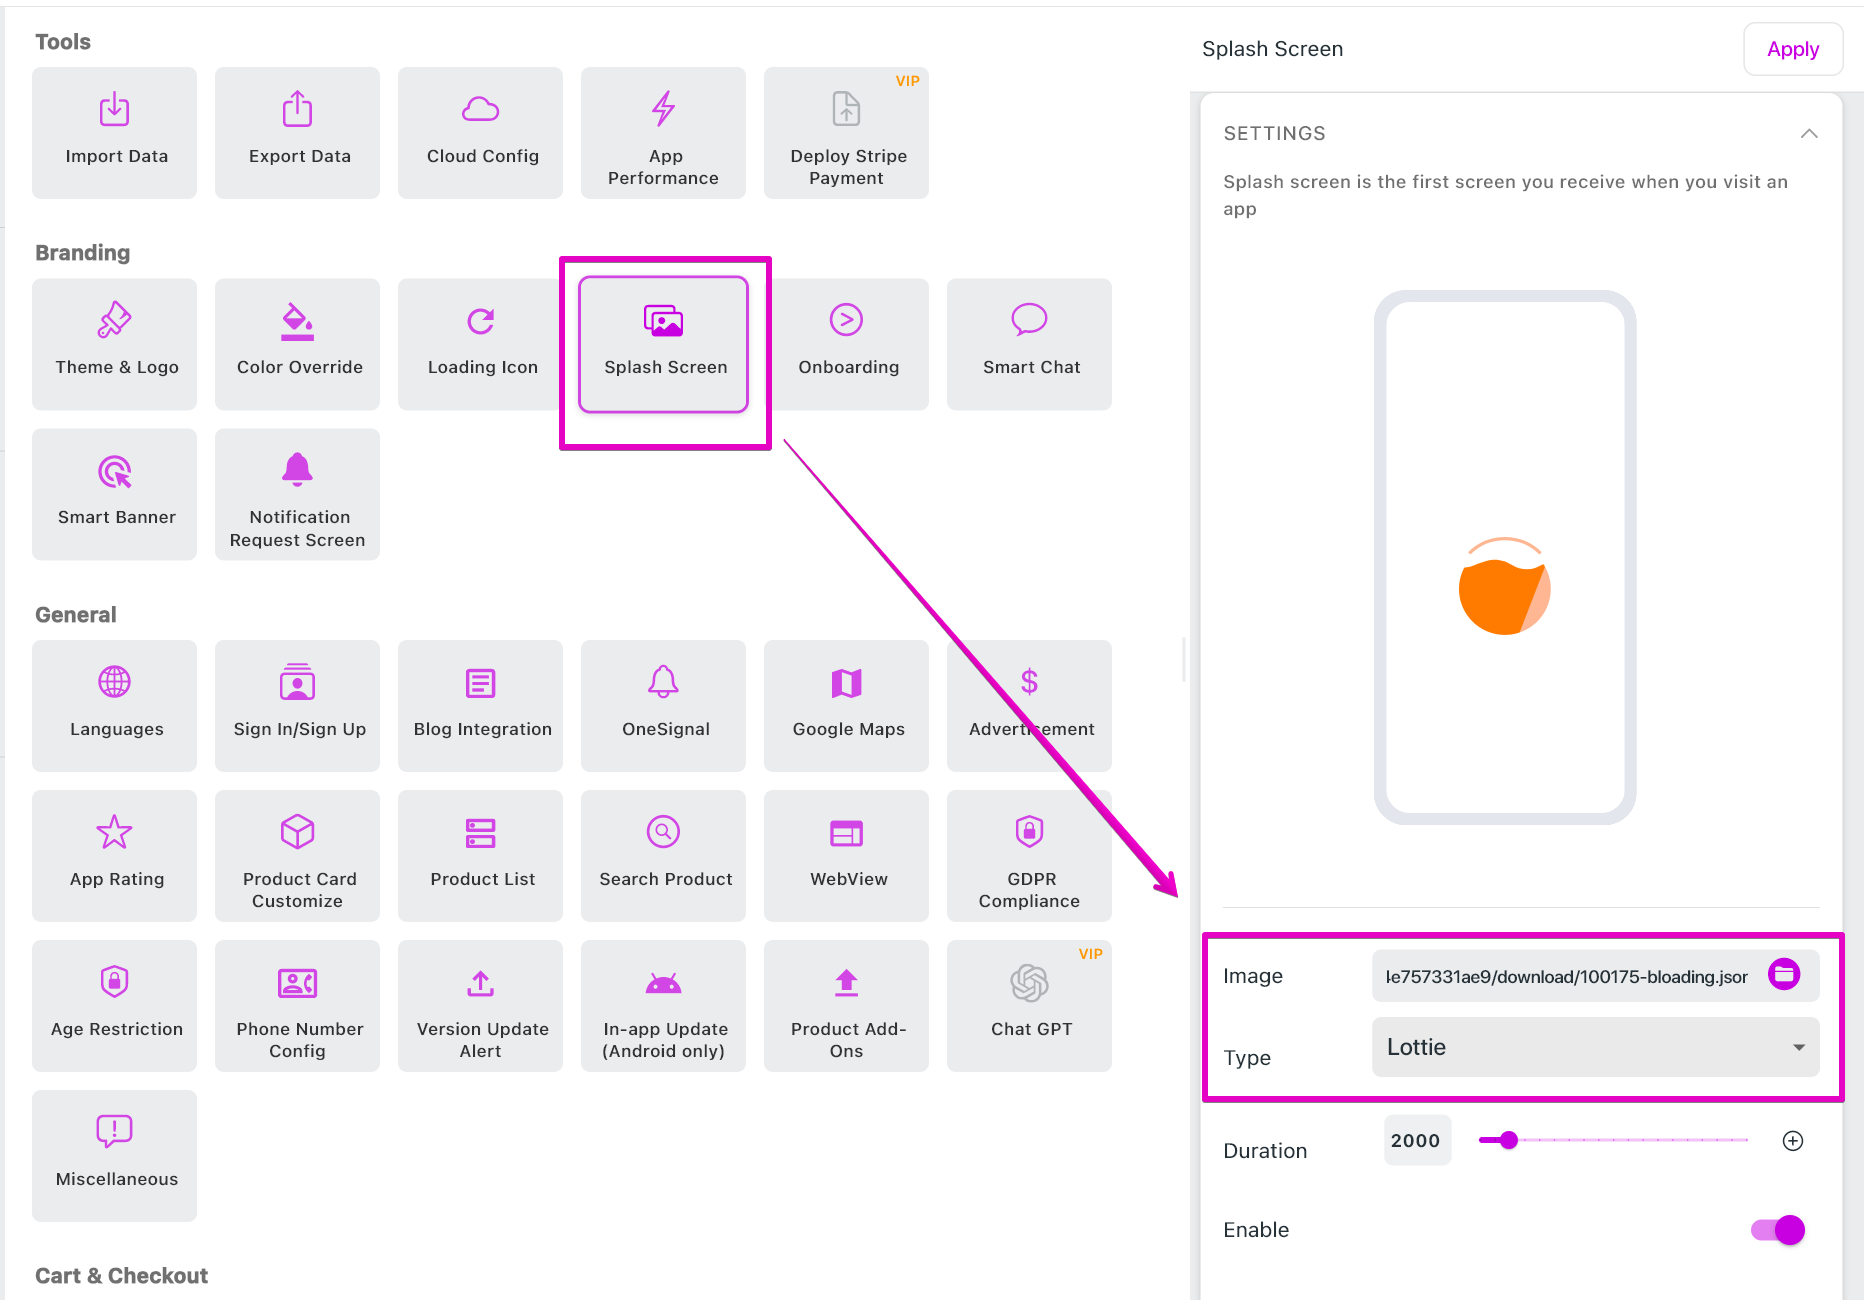 Tools
Import Data
Export Data
Cloud Config
App
Performance
VIP
Deploy Stripe
Payment
Branding
Theme & Logo
Color Override
Loading Icon
Splash Screen
Onboarding
Smart Chat
Smart Banner
Notification
Request Screen
General
Languages
Sign In/Sign Up
Blog Integration
OneSignal
Google Maps
$
Advertisement
App Rating
Product Card
Customize
Product List
Search Product
WebView
GDPR
Compliance
Age Restriction
Phone Number
Config
Version Update
Alert
In-app Update
(Android only)
Product Add-
Ons
VIP
Chat GPT
Miscellaneous
Cart & Checkout
Splash Screen
Apply
SETTINGS
Splash screen is the first screen you receive when you visit an
app
Image
4e757331ae9/download/100175-bloading.jsor
Type
Lottie
Duration
2000
Enable